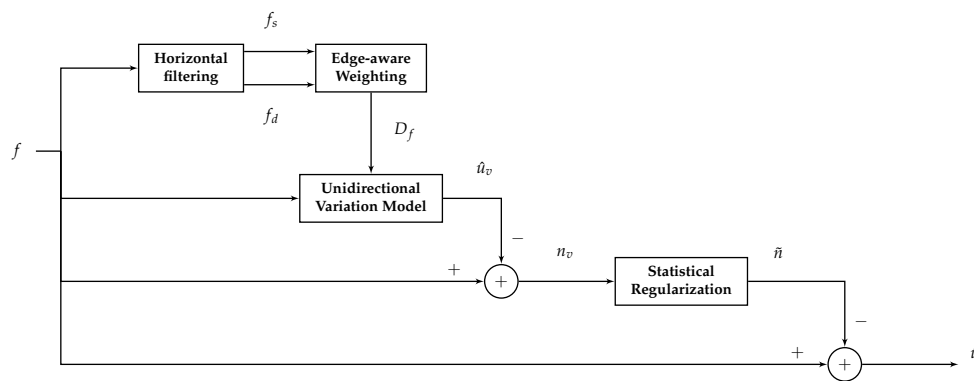 f_s
Horizontal
filtering
Edge-aware
Weighting
f_d
D_f
f
û_v
Unidirectional
Variation Model
−
+
+
n_v
Statistical
Regularization
ñ
−
+
+